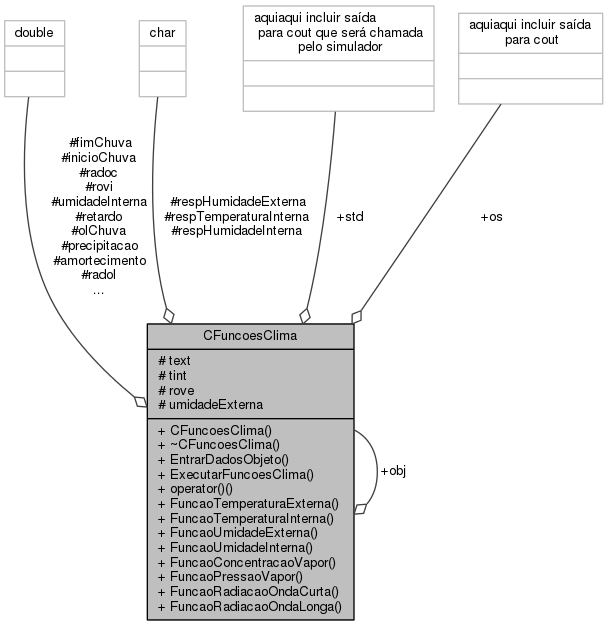 double
char
aquiaqui incluir saída
para cout que será chamada
pelo simulador
aquiaqui incluir saída
para cout
#fimChuva
#inicioChuva
#radoc
#rovi
#umidadeInterna
#retardo
#olChuva
#precipitacao
#amortecimento
#radol
...
#respHumidadeExterna
#respTemperaturaInterna
#respHumidadeInterna
+std
+os
CFuncoesClima
# text
# tint
# rove
# umidadeExterna
+ CFuncoesClima()
+ ~CFuncoesClima()
+ EntrarDadosObjeto()
+ ExecutarFuncoesClima()
+ operator()()
+ FuncaoTemperaturaExterna()
+ FuncaoTemperaturaInterna()
+ FuncaoUmidadeExterna()
+ FuncaoUmidadeInterna()
+ FuncaoConcentracaoVapor()
+ FuncaoPressaoVapor()
+ FuncaoRadiacaoOndaCurta()
+ FuncaoRadiacaoOndaLonga()
+obj